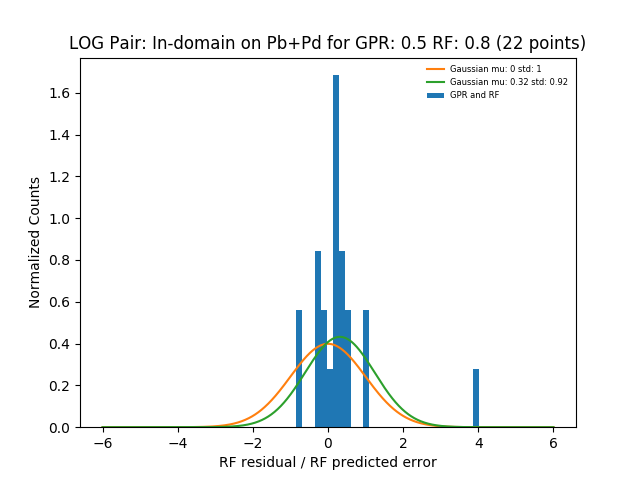 LOG Pair: In-domain on Pb+Pd for GPR: 0.5 RF: 0.8 (22 points)
Gaussian mu: 0 std: 1
Gaussian mu: 0.32 std: 0.92
GPR and RF
Normalized Counts
1.6
1.4
1.2
1.0
0.8
0.6
0.4
0.2
0.0
−6 −4 −2 0 2 4 6
RF residual / RF predicted error